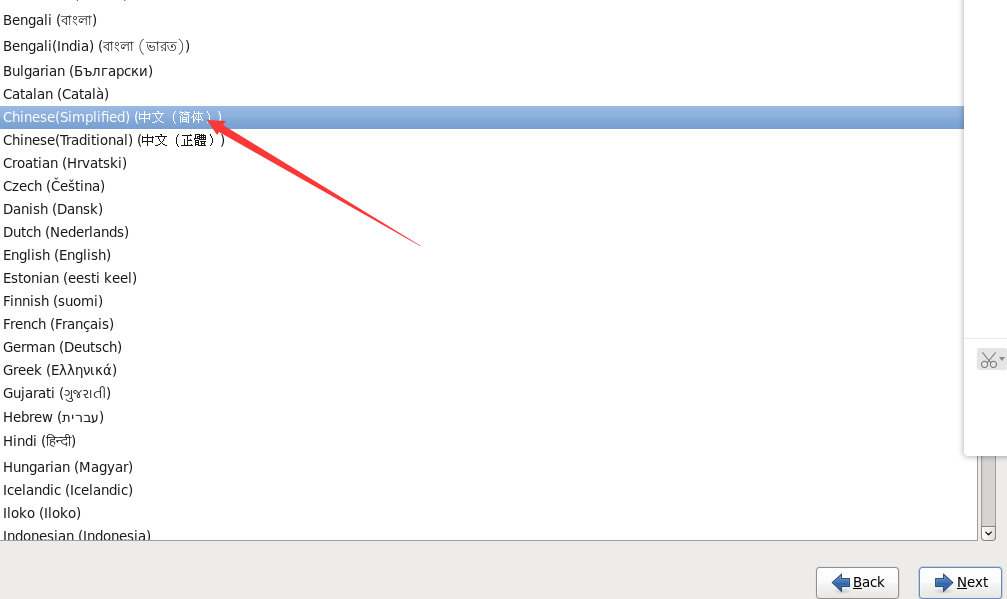 Bengali (বাংলা)
Bengali(India) (বাংলা (ভারত))
Bulgarian (Български)
Catalan (Català)
Chinese(Simplified) (中文（简体）)
Chinese(Traditional) (中文（正體）)
Croatian (Hrvatski)
Czech (Čeština)
Danish (Dansk)
Dutch (Nederlands)
English (English)
Estonian (eesti keel)
Finnish (suomi)
French (Français)
German (Deutsch)
Greek (Ελληνικά)
Gujarati (ગુજરાતી)
Hebrew (עברית)
Hindi (हिन्दी)
Hungarian (Magyar)
Icelandic (Icelandic)
Iloko (Iloko)
Indonesian (Indonesia)
Back
Next